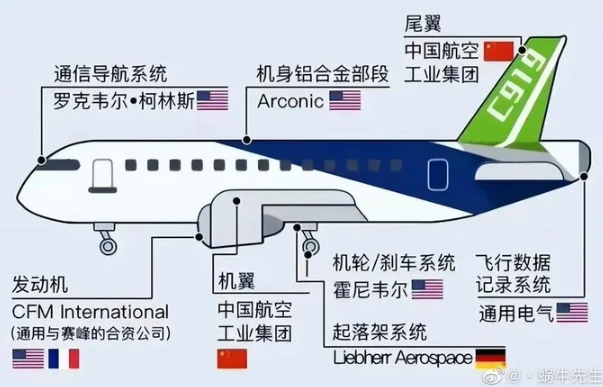 尾翼
中国航空
工业集团
C919
通信导航系统
罗克韦尔•柯林斯
机身铝合金部段
Arconic
发动机
CFM International
(通用与赛峰的合资公司)
机翼
中国航空
工业集团
机轮/刹车系统
霍尼韦尔
起落架系统
Liebherr Aerospace
飞行数据
记录系统
通用电气
@·蜗牛先生